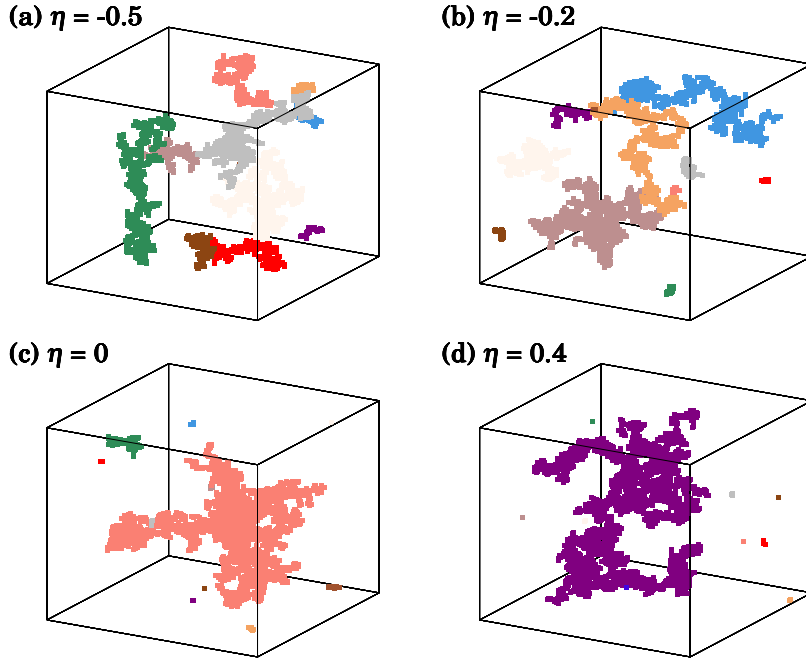 (a) η = -0.5
(b) η = -0.2
(c) η = 0
(d) η = 0.4